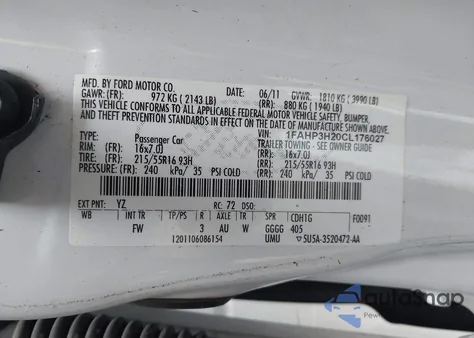 MFD. BY FORD MOTOR CO.
GAWR: (FR): 972 KG ( 2143 LB) 06/11 GVWR: 1810 KG ( 3990 LB)
(RR): 880 KG ( 1940 LB)
THIS VEHICLE CONFORMS TO ALL APPLICABLE FEDERAL MOTOR VEHICLE SAFETY, BUMPER,
AND THEFT PREVENTION STANDARDS IN EFFECT ON THE DATE OF MANUFACTURE SHOWN ABOVE.
VIN: 1FAHP3H20CL176027
TYPE: Passenger Car TRAILER TOWING - SEE OWNER GUIDE
RIM: (FR) 16x7.0J (RR): 16x7.0J
TIRE: (FR) 215/55R16 93H (RR): 215/55R16 93H
PRESSURE: (FR) 240 kPa/ 35 PSI COLD (RR): 240 kPa/ 35 PSI COLD
EXT PNT: YZ RC: 72 DSO: F0091
WB INT TR TP/PS R AXLE TR SPR CDH1G
FW 3 AU W GGGG 405
1201106086154 UMU 5U5A-3520472-AA
AutoSnap